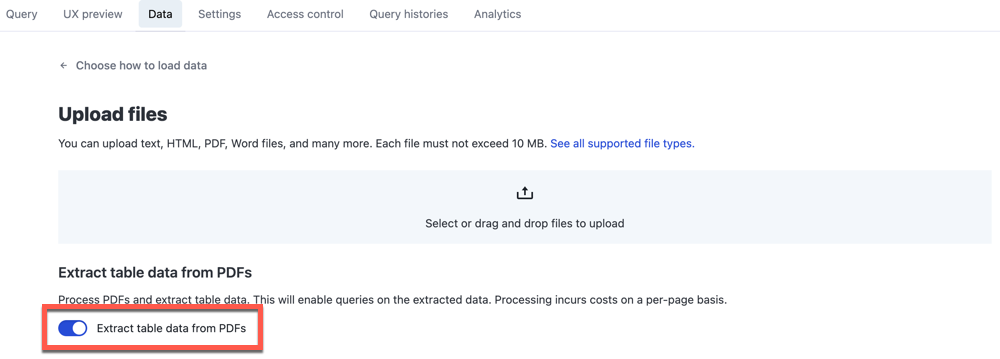 Query UX preview Data Settings Access control Query histories Analytics
← Choose how to load data
Upload files
You can upload text, HTML, PDF, Word files, and many more. Each file must not exceed 10 MB. See all supported file types.
Select or drag and drop files to upload
Extract table data from PDFs
Process PDFs and extract table data. This will enable queries on the extracted data. Processing incurs costs on a per-page basis.
Extract table data from PDFs